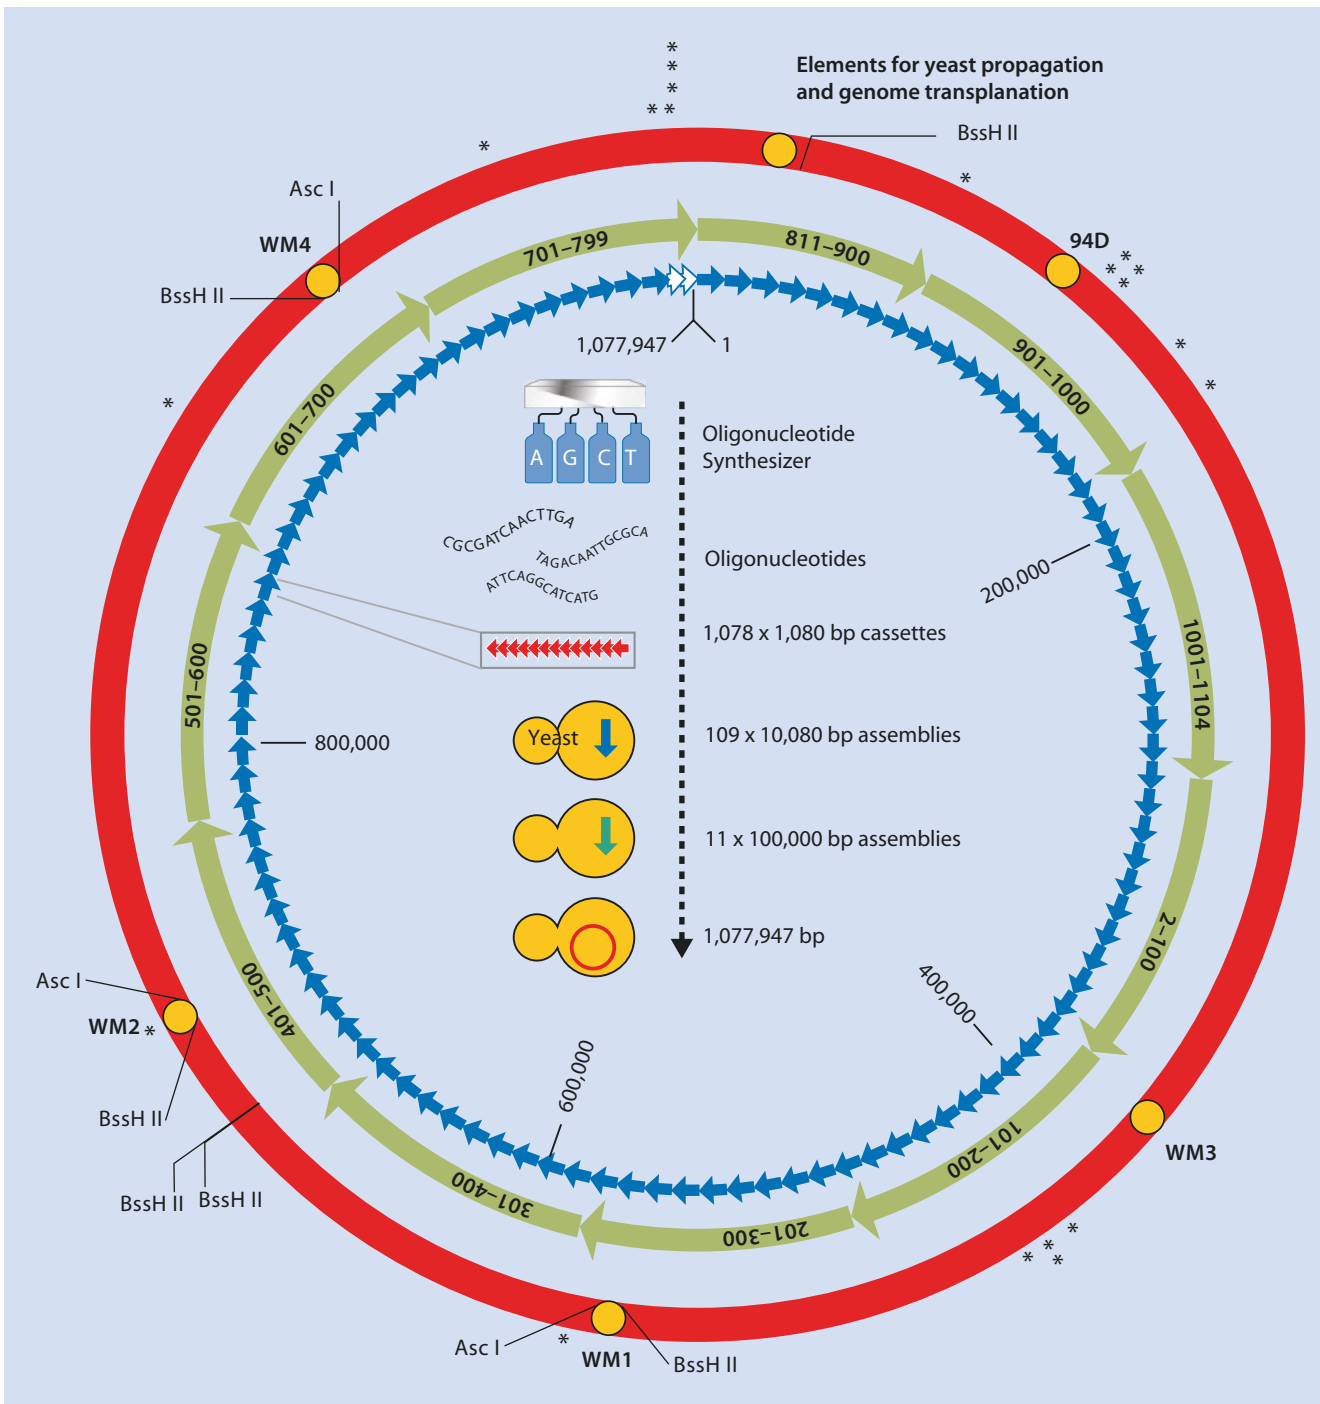 *
*
*
* *
Elements for yeast propagation
and genome transplanation
BssH II
*
*
Asc I
WM4
BssH II
94D
*
* *
*
*
*
*
701–799
811–900
901–1000
601–700
1,077,947
1
A G C T
Oligonucleotide
Synthesizer
CGCGATCAACTTGA
TAGACAATTGCGCA
ATTCAGGCATCATG
Oligonucleotides
200,000
1,078 x 1,080 bp cassettes
1001–1104
501–600
Yeast
109 x 10,080 bp assemblies
800,000
11 x 100,000 bp assemblies
1,077,947 bp
2–100
400,000
401–500
Asc I
WM2 *
BssH II
BssH II
BssH II
600,000
101–200
WM3
301–400
201–300
*
*
* *
Asc I
*
WM1
BssH II